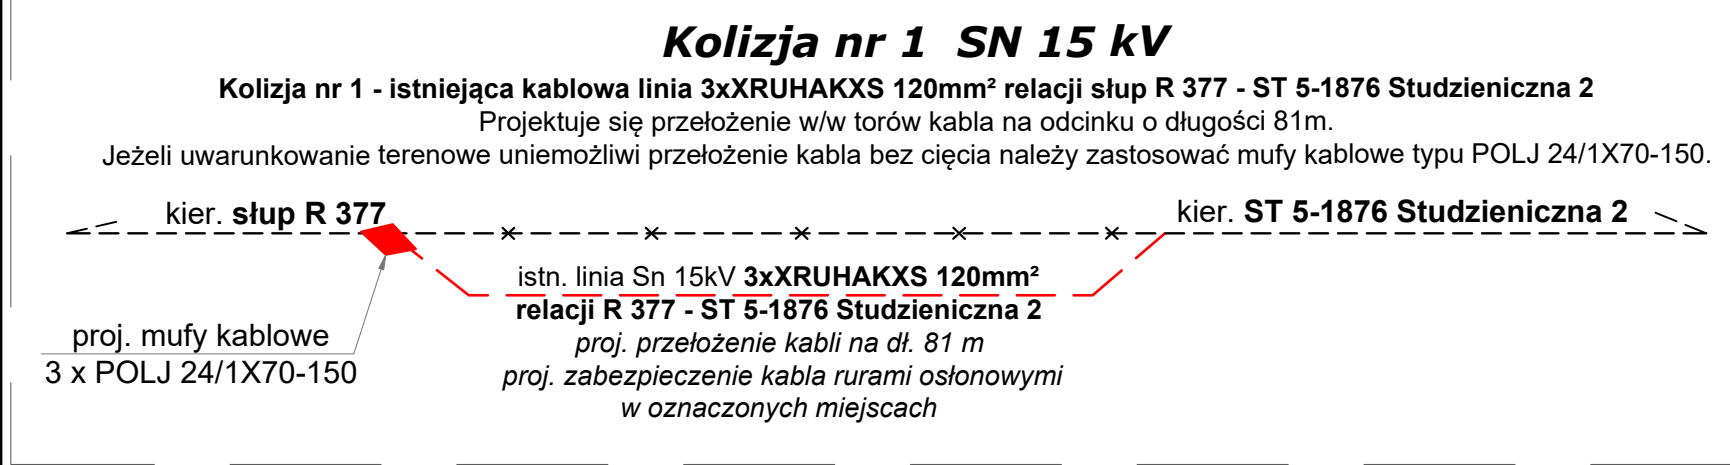 Kolizja nr 1 SN 15 kV
Kolizja nr 1 - istniejąca kablowa linia 3xXRUHAKXS 120mm² relacji słup R 377 - ST 5-1876 Studzieniczna 2
Projektuje się przełożenie w/w torów kabla na odcinku o długości 81m.
Jeżeli uwarunkowanie terenowe uniemożliwi przełożenie kabla bez cięcia należy zastosować mufy kablowe typu POLJ 24/1X70-150.
kier. słup R 377
kier. ST 5-1876 Studzieniczna 2
istn. linia Sn 15kV 3xXRUHAKXS 120mm²
relacji R 377 - ST 5-1876 Studzieniczna 2
proj. przełożenie kabli na dł. 81 m
proj. zabezpieczenie kabla rurami osłonowymi
w oznaczonych miejscach
proj. mufy kablowe
3 x POLJ 24/1X70-150